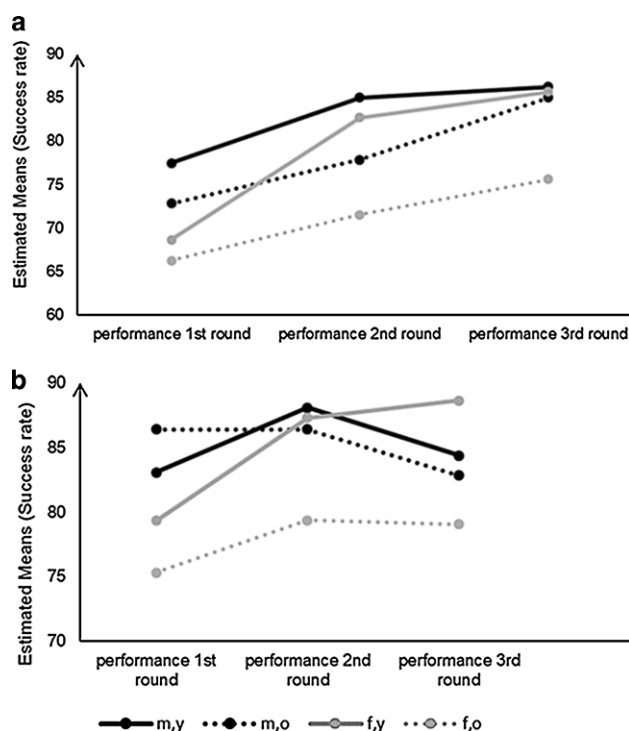 a
Estimated Means (Success rate)
90
85
80
75
70
65
60
performance 1st round performance 2nd round performance 3rd round
b
Estimated Means (Success rate)
90
85
80
75
70
performance 1st performance 2nd performance 3rd
round round round
m,y m,o f,y f,o